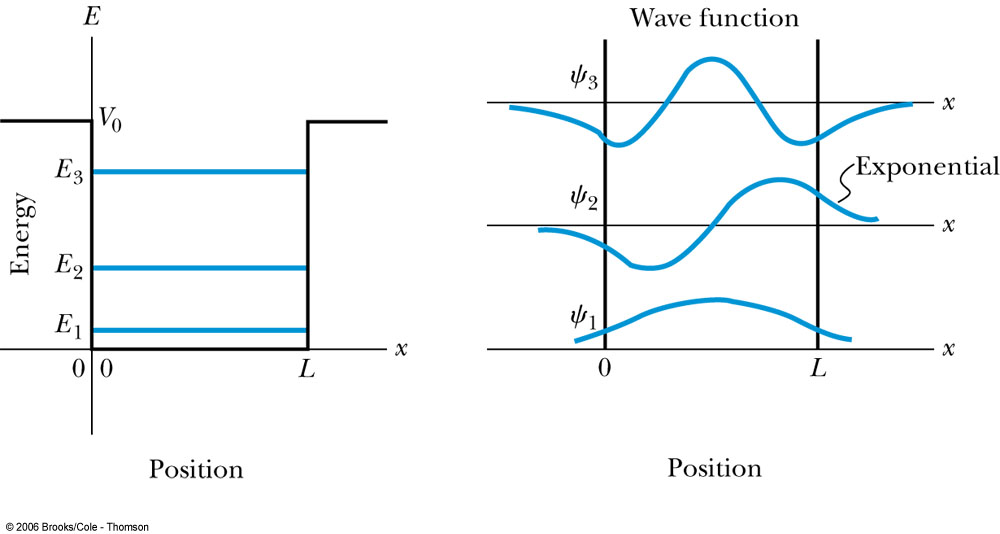 E
V₀
E₃
E₂
E₁
Energy
0
0
L
x
Position
Wave function
ψ₃
x
Exponential
ψ₂
x
ψ₁
x
0
L
Position
© 2006 Brooks/Cole - Thomson